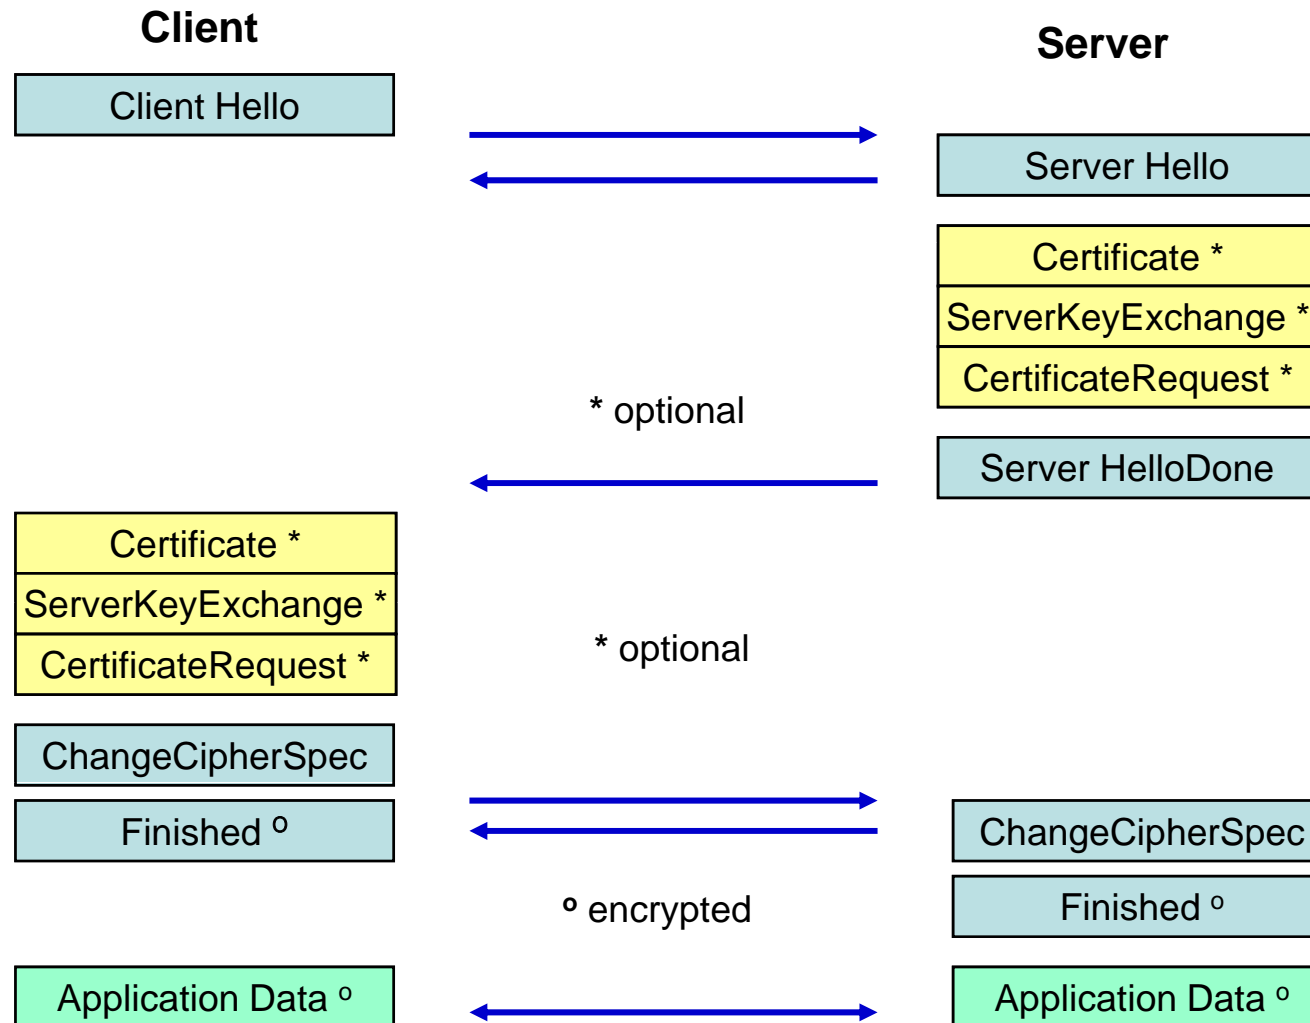 Client
Server
Client Hello
Server Hello
Certificate *
ServerKeyExchange *
CertificateRequest *
* optional
Server HelloDone
Certificate *
ServerKeyExchange *
CertificateRequest *
* optional
ChangeCipherSpec
Finished o
ChangeCipherSpec
o encrypted
Finished o
Application Data o
Application Data o